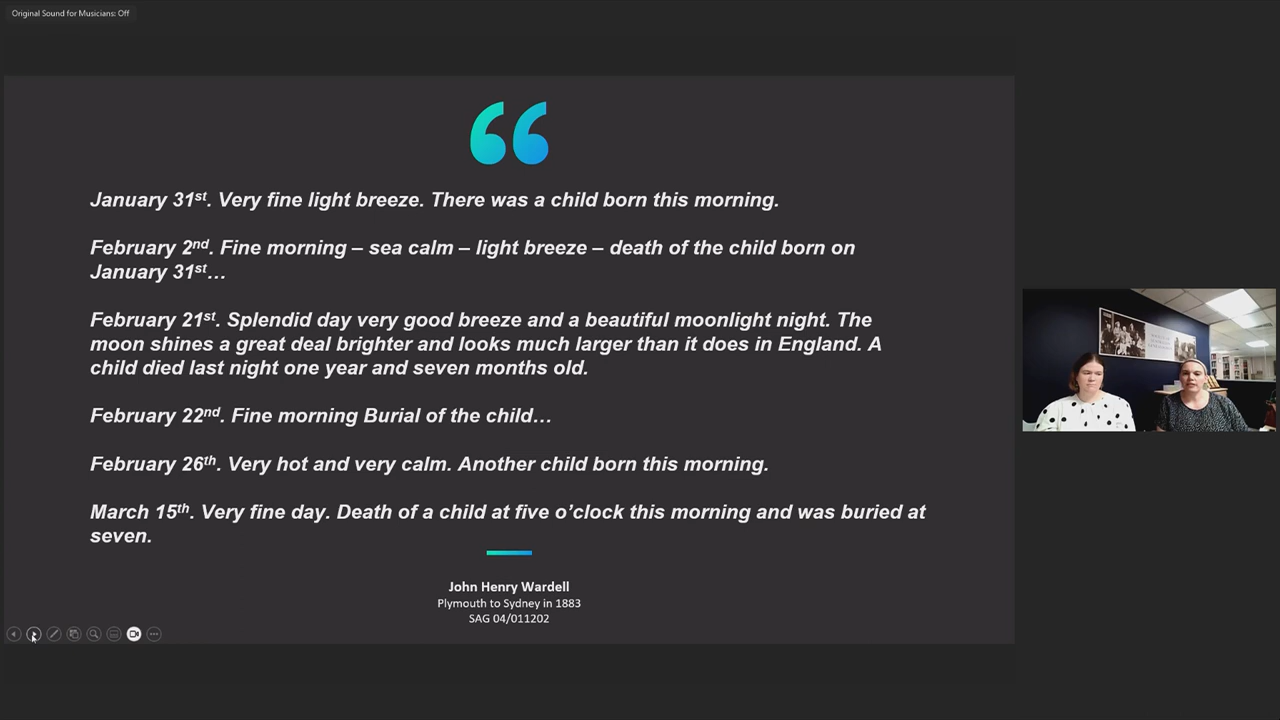 Original Sound for Musicians: Off
January 31st. Very fine light breeze. There was a child born this morning.
February 2nd. Fine morning – sea calm – light breeze – death of the child born on
January 31st…
February 21st. Splendid day very good breeze and a beautiful moonlight night. The
moon shines a great deal brighter and looks much larger than it does in England. A
child died last night one year and seven months old.
February 22nd. Fine morning Burial of the child…
February 26th. Very hot and very calm. Another child born this morning.
March 15th. Very fine day. Death of a child at five o’clock this morning and was buried at
seven.
John Henry Wardell
Plymouth to Sydney in 1883
SAG 04/011202